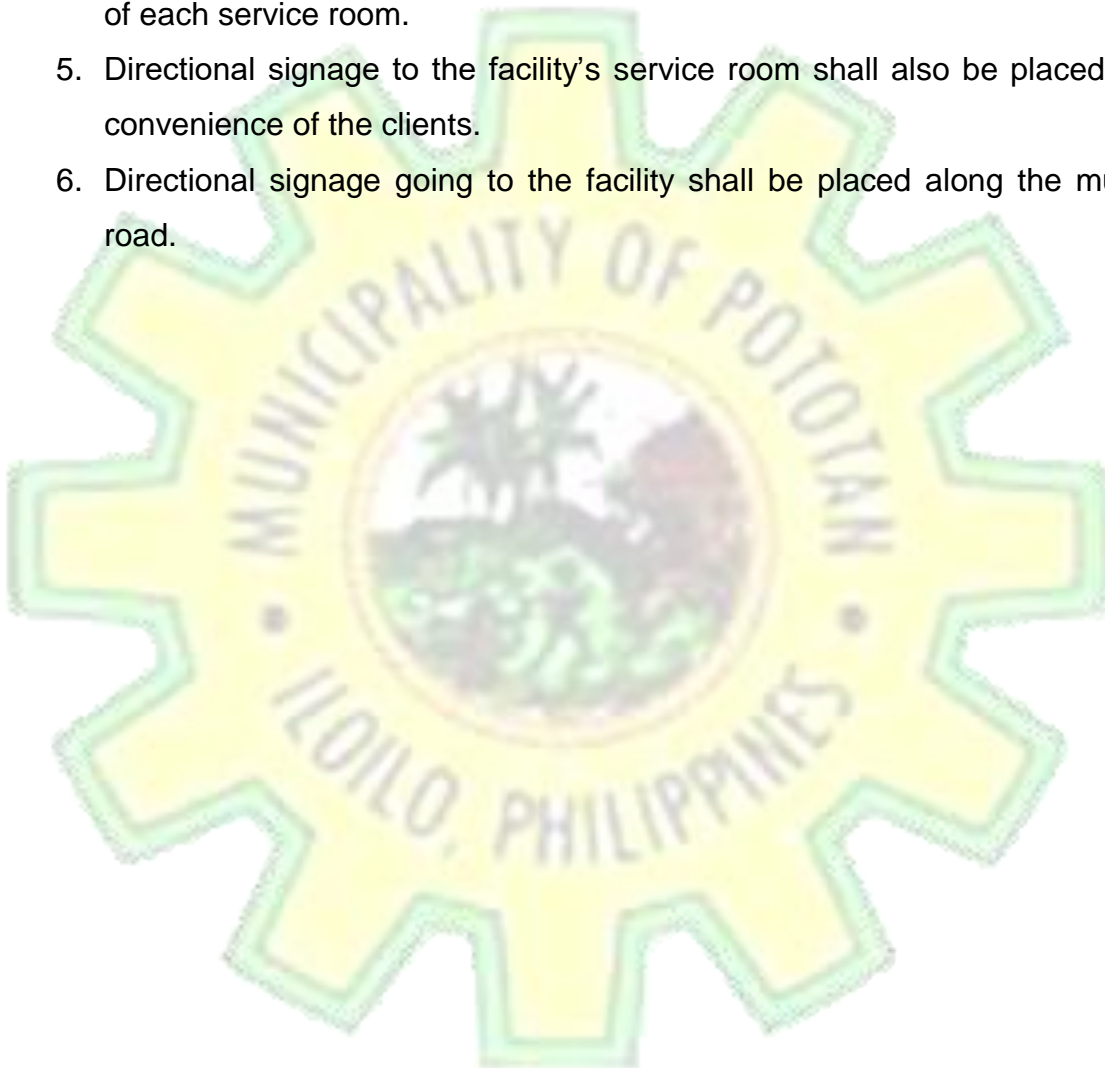 of each service room.
5. Directional signage to the facility’s service room shall also be placed
convenience of the clients.
6. Directional signage going to the facility shall be placed along the
road.
MUNICIPALITY OF POTOTAN
ILOILO, PHILIPPINES